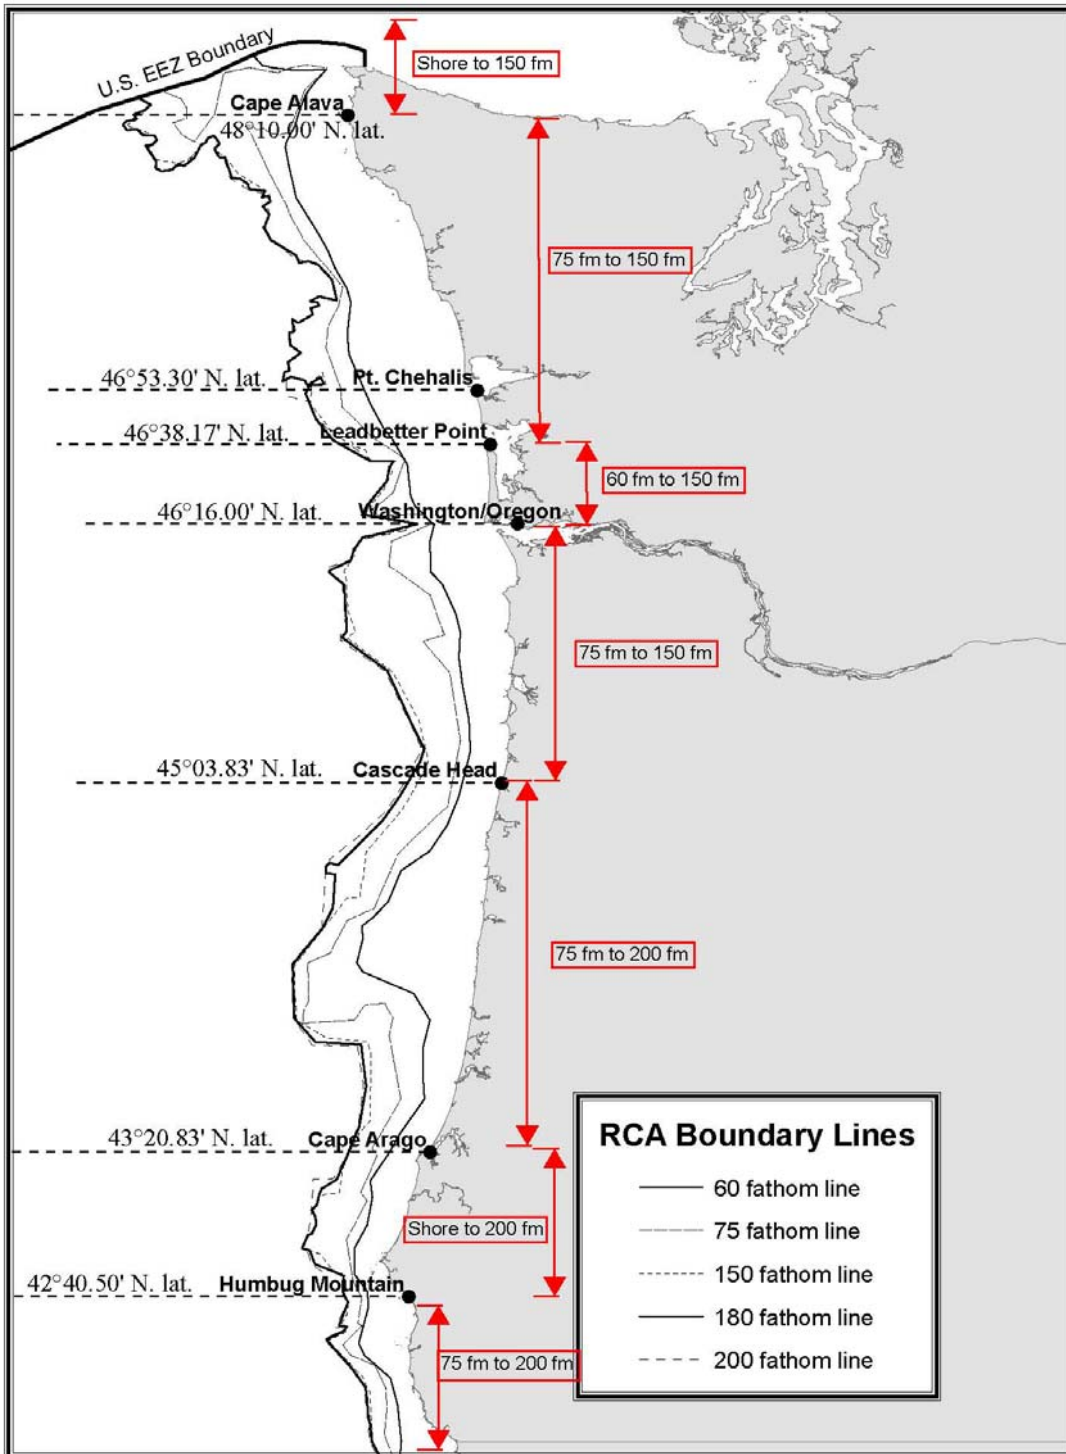 U.S. EEZ Boundary
Shore to 150 fm
Cape Alava
48°10.00' N. lat.
75 fm to 150 fm
46°53.30' N. lat.
Pt. Chehalis
46°38.17' N. lat.
Leadbetter Point
60 fm to 150 fm
46°16.00' N. lat.
Washington/Oregon
75 fm to 150 fm
45°03.83' N. lat.
Cascade Head
75 fm to 200 fm
43°20.83' N. lat.
Cape Arago
Shore to 200 fm
42°40.50' N. lat.
Humbug Mountain
75 fm to 200 fm
RCA Boundary Lines
60 fathom line
75 fathom line
150 fathom line
180 fathom line
200 fathom line